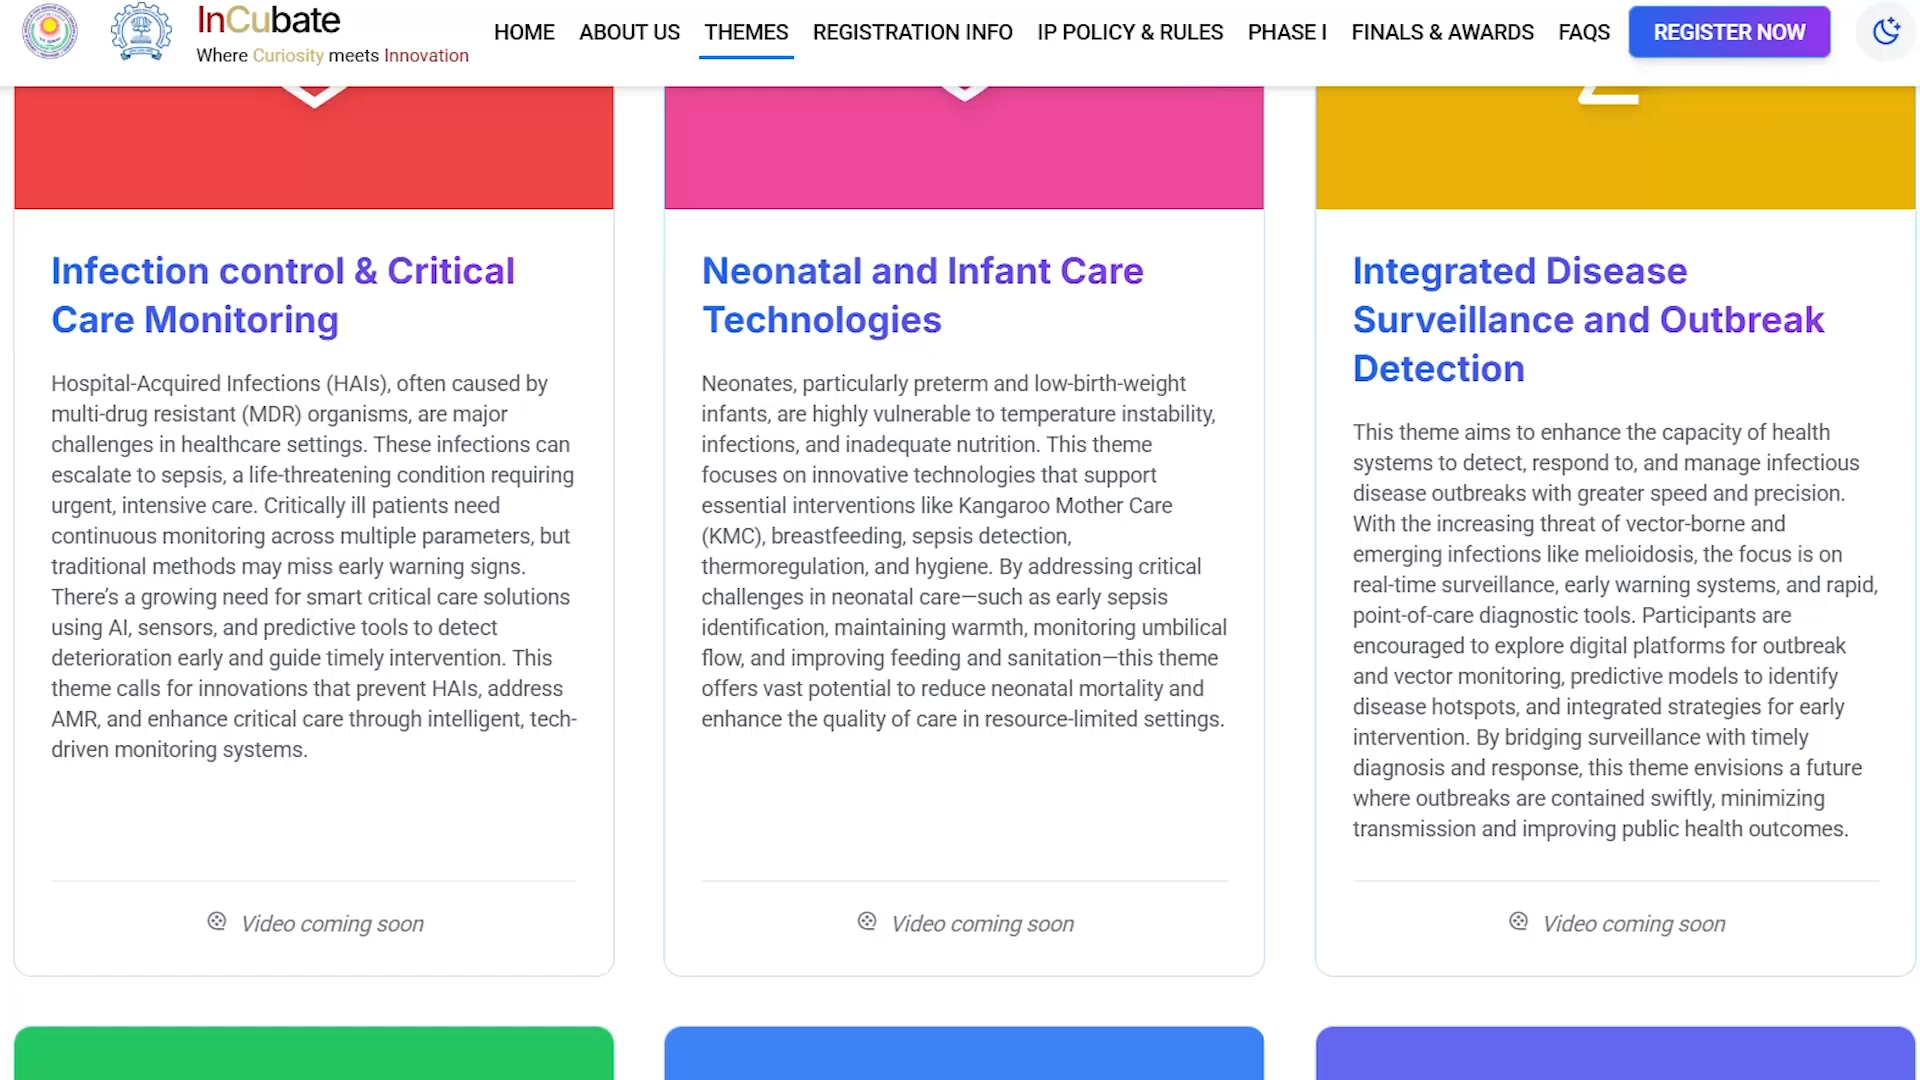 InCubate
Where Curiosity meets Innovation
HOME ABOUT US THEMES REGISTRATION INFO IP POLICY & RULES PHASE I FINALS & AWARDS FAQS REGISTER NOW
Infection control & Critical
Care Monitoring
Hospital-Acquired Infections (HAIs), often caused by
multi-drug resistant (MDR) organisms, are major
challenges in healthcare settings. These infections can
escalate to sepsis, a life-threatening condition requiring
urgent, intensive care. Critically ill patients need
continuous monitoring across multiple parameters, but
traditional methods may miss early warning signs.
There’s a growing need for smart critical care solutions
using AI, sensors, and predictive tools to detect
deterioration early and guide timely intervention. This
theme calls for innovations that prevent HAIs, address
AMR, and enhance critical care through intelligent, tech-
driven monitoring systems.
Video coming soon
Neonatal and Infant Care
Technologies
Neonates, particularly preterm and low-birth-weight
infants, are highly vulnerable to temperature instability,
infections, and inadequate nutrition. This theme
focuses on innovative technologies that support
essential interventions like Kangaroo Mother Care
(KMC), breastfeeding, sepsis detection,
thermoregulation, and hygiene. By addressing critical
challenges in neonatal care—such as early sepsis
identification, maintaining warmth, monitoring umbilical
flow, and improving feeding and sanitation—this theme
offers vast potential to reduce neonatal mortality and
enhance the quality of care in resource-limited settings.
Video coming soon
Integrated Disease
Surveillance and Outbreak
Detection
This theme aims to enhance the capacity of health
systems to detect, respond to, and manage infectious
disease outbreaks with greater speed and precision.
With the increasing threat of vector-borne and
emerging infections like melioidosis, the focus is on
real-time surveillance, early warning systems, and rapid,
point-of-care diagnostic tools. Participants are
encouraged to explore digital platforms for outbreak
and vector monitoring, predictive models to identify
disease hotspots, and integrated strategies for early
intervention. By bridging surveillance with timely
diagnosis and response, this theme envisions a future
where outbreaks are contained swiftly, minimizing
transmission and improving public health outcomes.
Video coming soon